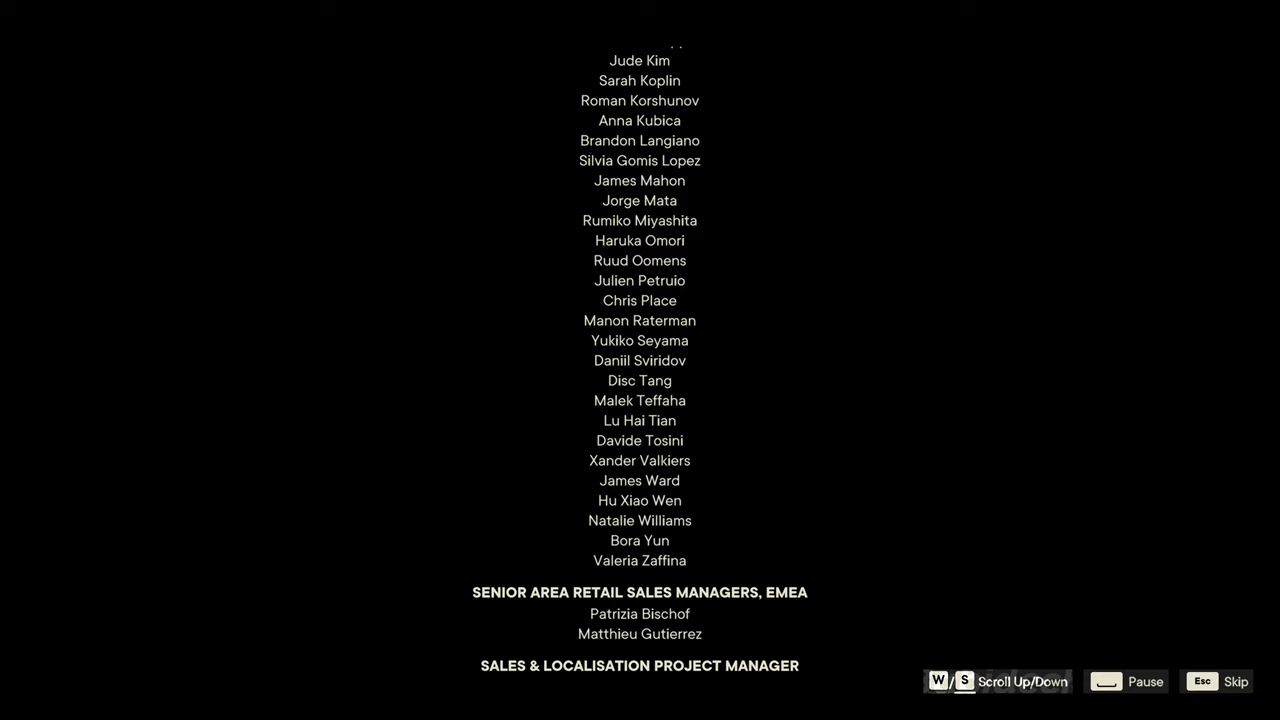 Jude Kim
Sarah Koplin
Roman Korshunov
Anna Kubica
Brandon Langiano
Silvia Gomis Lopez
James Mahon
Jorge Mata
Rumiko Miyashita
Haruka Omori
Ruud Oomens
Julien Petruio
Chris Place
Manon Raterman
Yukiko Seyama
Daniil Sviridov
Disc Tang
Malek Teffaha
Lu Hai Tian
Davide Tosini
Xander Valkiers
James Ward
Hu Xiao Wen
Natalie Williams
Bora Yun
Valeria Zaffina
SENIOR AREA RETAIL SALES MANAGERS, EMEA
Patrizia Bischof
Matthieu Gutierrez
SALES & LOCALISATION PROJECT MANAGER
W/S Scroll Up/Down Pause Esc Skip